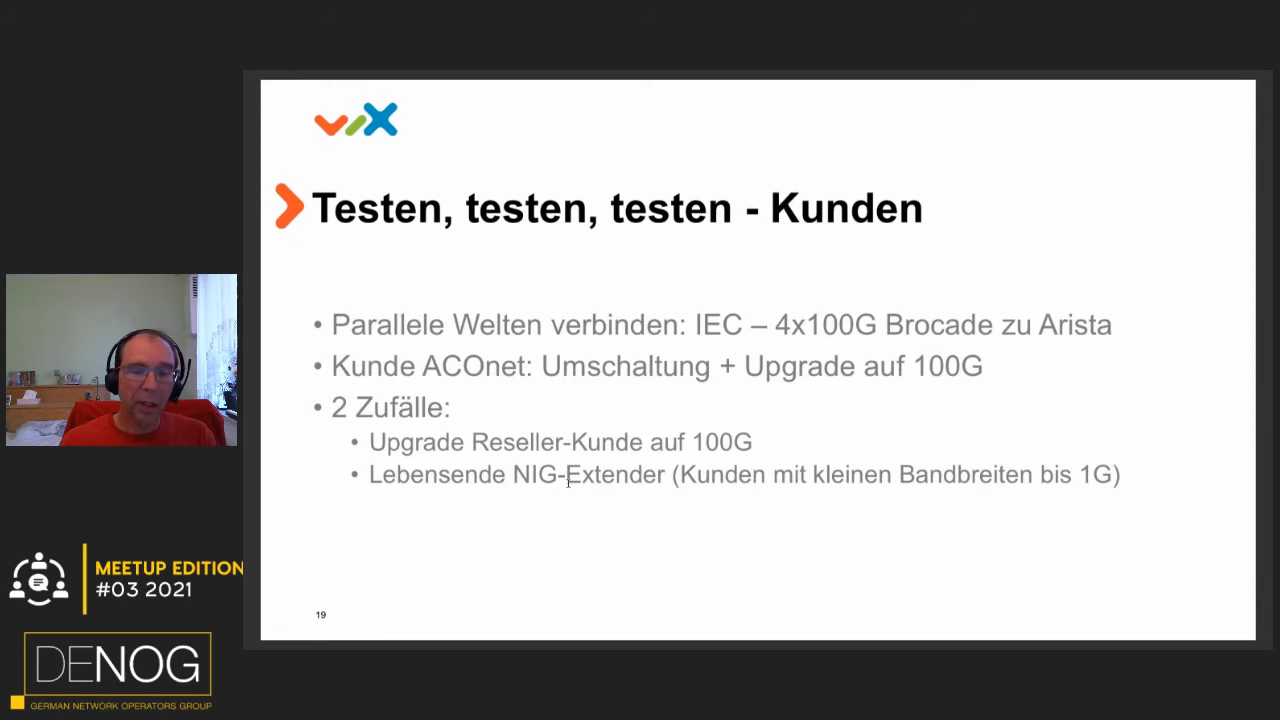 vix
Testen, testen, testen - Kunden
• Parallele Welten verbinden: IEC – 4x100G Brocade zu Arista
• Kunde ACOnet: Umschaltung + Upgrade auf 100G
• 2 Zufälle:
• Upgrade Reseller-Kunde auf 100G
• Lebensende NIG-Extender (Kunden mit kleinen Bandbreiten bis 1G)
19
MEETUP EDITION
#03 2021
DENOG
GERMAN NETWORK OPERATORS GROUP